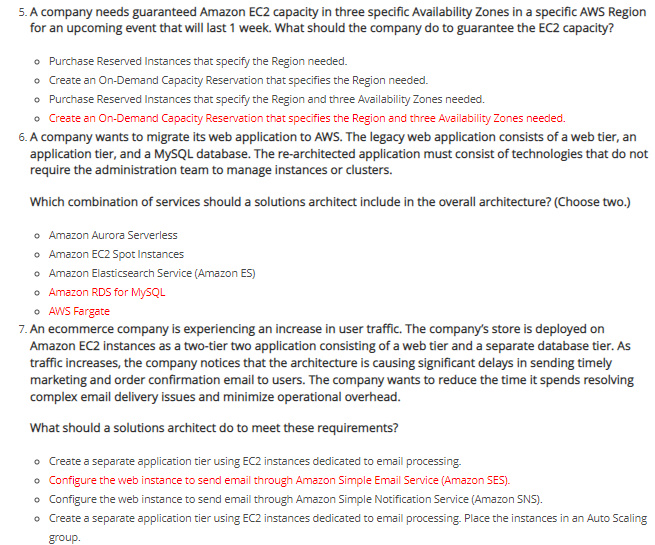 5. A company needs guaranteed Amazon EC2 capacity in three specific Availability Zones in a specific AWS Region
for an upcoming event that will last 1 week. What should the company do to guarantee the EC2 capacity?
Purchase Reserved Instances that specify the Region needed.
Create an On-Demand Capacity Reservation that specifies the Region needed.
Purchase Reserved Instances that specify the Region and three Availability Zones needed.
Create an On-Demand Capacity Reservation that specifies the Region and three Availability Zones needed.
6. A company wants to migrate its web application to AWS. The legacy web application consists of a web tier, an
application tier, and a MySQL database. The re-architected application must consist of technologies that do not
require the administration team to manage instances or clusters.
Which combination of services should a solutions architect include in the overall architecture? (Choose two.)
Amazon Aurora Serverless
Amazon EC2 Spot Instances
Amazon Elasticsearch Service (Amazon ES)
Amazon RDS for MySQL
AWS Fargate
7. An ecommerce company is experiencing an increase in user traffic. The company's store is deployed on
Amazon EC2 instances as a two-tier two application consisting of a web tier and a separate database tier. As
traffic increases, the company notices that the architecture is causing significant delays in sending timely
marketing and order confirmation email to users. The company wants to reduce the time it spends resolving
complex email delivery issues and minimize operational overhead.
What should a solutions architect do to meet these requirements?
Create a separate application tier using EC2 instances dedicated to email processing.
Configure the web instance to send email through Amazon Simple Email Service (Amazon SES).
Configure the web instance to send email through Amazon Simple Notification Service (Amazon SNS).
Create a separate application tier using EC2 instances dedicated to email processing. Place the instances in an Auto Scaling
group.